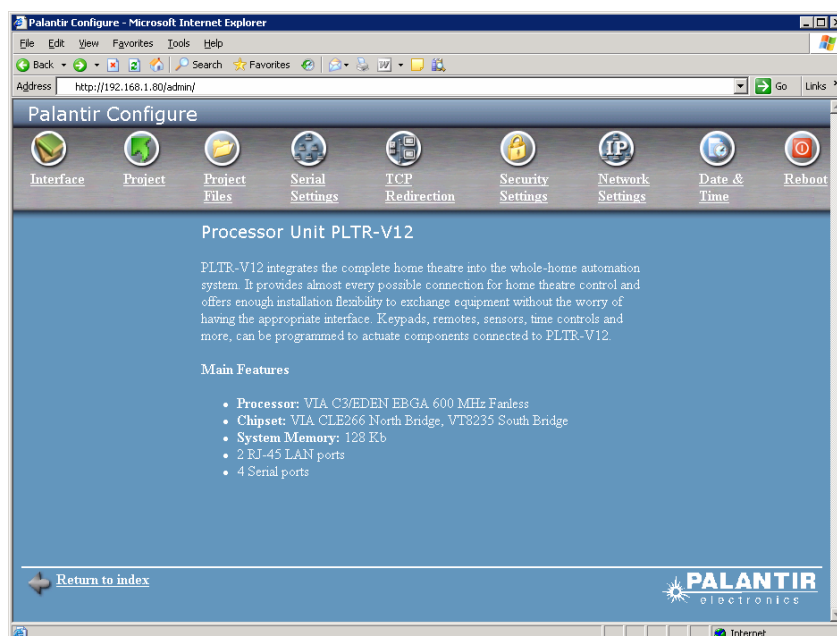 Palantir Configure - Microsoft Internet Explorer
File Edit View Favorites Tools Help
Back Search Favorites
Address http://192.168.1.80/admin/ Go Links »
Palantir Configure
Interface Project Project Files Serial Settings TCP Redirection Security Settings IP Network Settings Date & Time Reboot
Processor Unit PLTR-V12
PLTR-V12 integrates the complete home theatre into the whole-home automation
system. It provides almost every possible connection for home theatre control and
offers enough installation flexibility to exchange equipment without the worry of
having the appropriate interface. Keypads, remotes, sensors, time controls and
more, can be programmed to actuate components connected to PLTR-V12.
Main Features
• Processor: VIA C3/EDEN EBGA 600 MHz Fanless
• Chipset: VIA CLE266 North Bridge, VT8235 South Bridge
• System Memory: 128 Kb
• 2 RJ-45 LAN ports
• 4 Serial ports
Return to index
PALANTIR
electronics
Internet